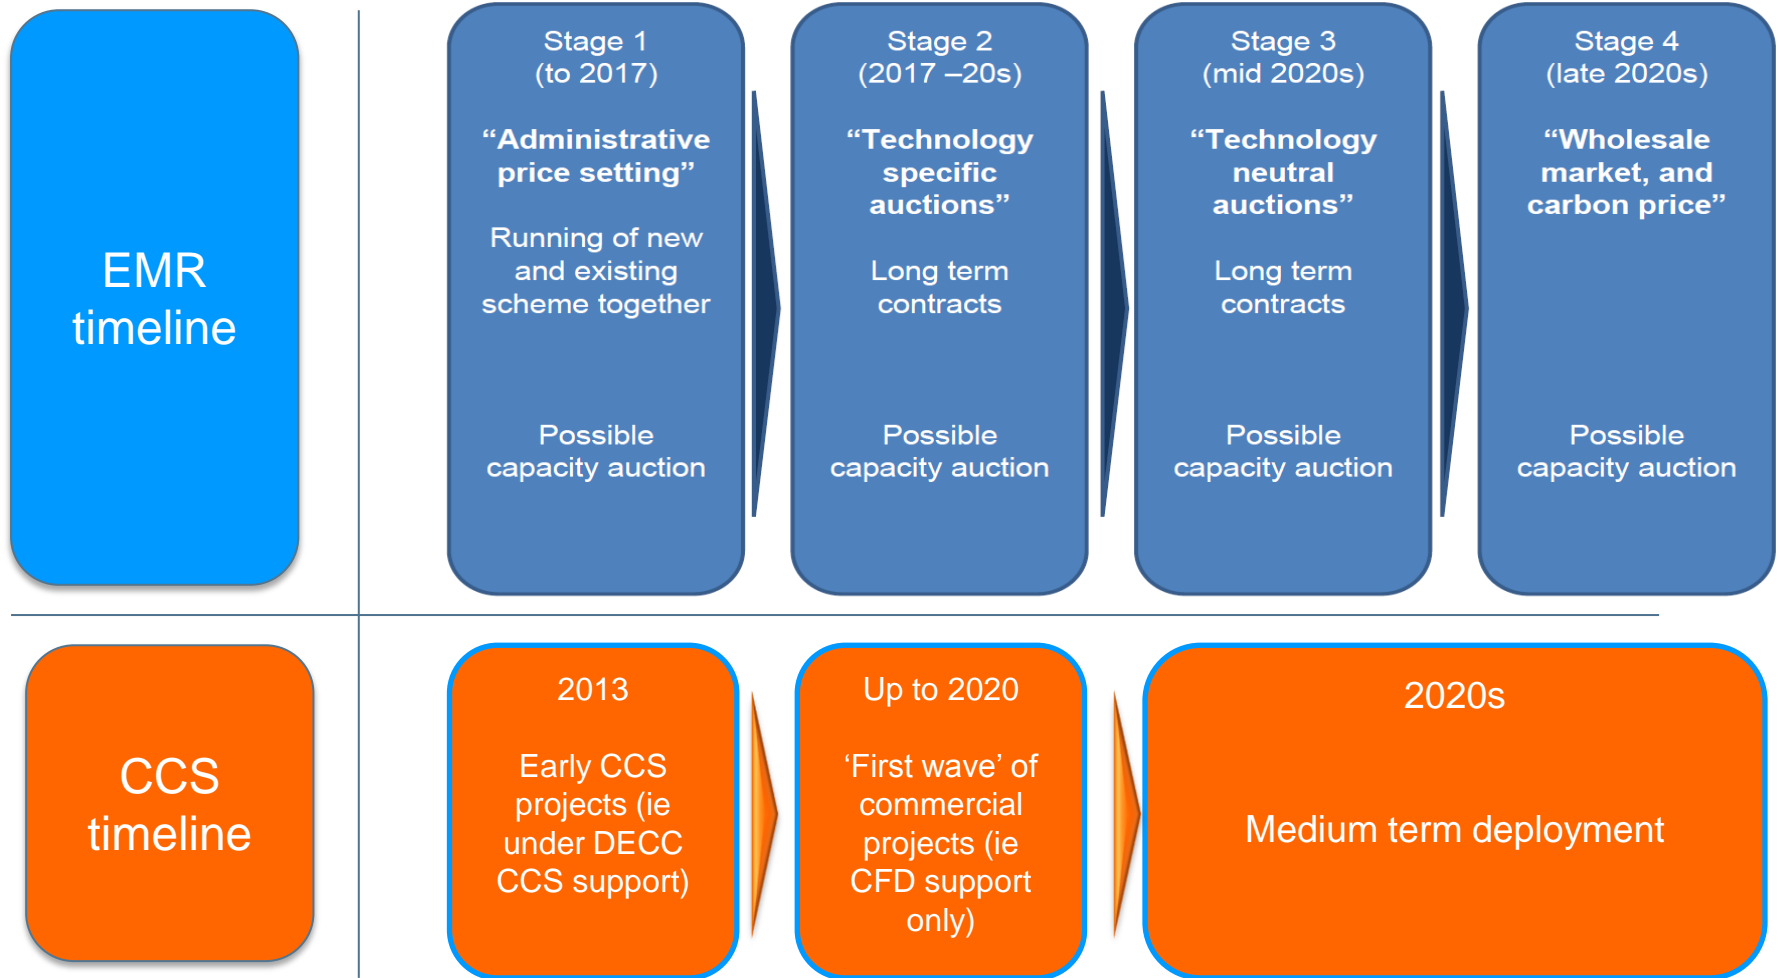 EMR
timeline
Stage 1
(to 2017)
“Administrative
price setting”
Running of new
and existing
scheme together
Possible
capacity auction
Stage 2
(2017 –20s)
“Technology
specific
auctions”
Long term
contracts
Possible
capacity auction
Stage 3
(mid 2020s)
“Technology
neutral
auctions”
Long term
contracts
Possible
capacity auction
Stage 4
(late 2020s)
“Wholesale
market, and
carbon price”
Possible
capacity auction
CCS
timeline
2013
Early CCS
projects (ie
under DECC
CCS support)
Up to 2020
‘First wave’ of
commercial
projects (ie
CFD support
only)
2020s
Medium term deployment